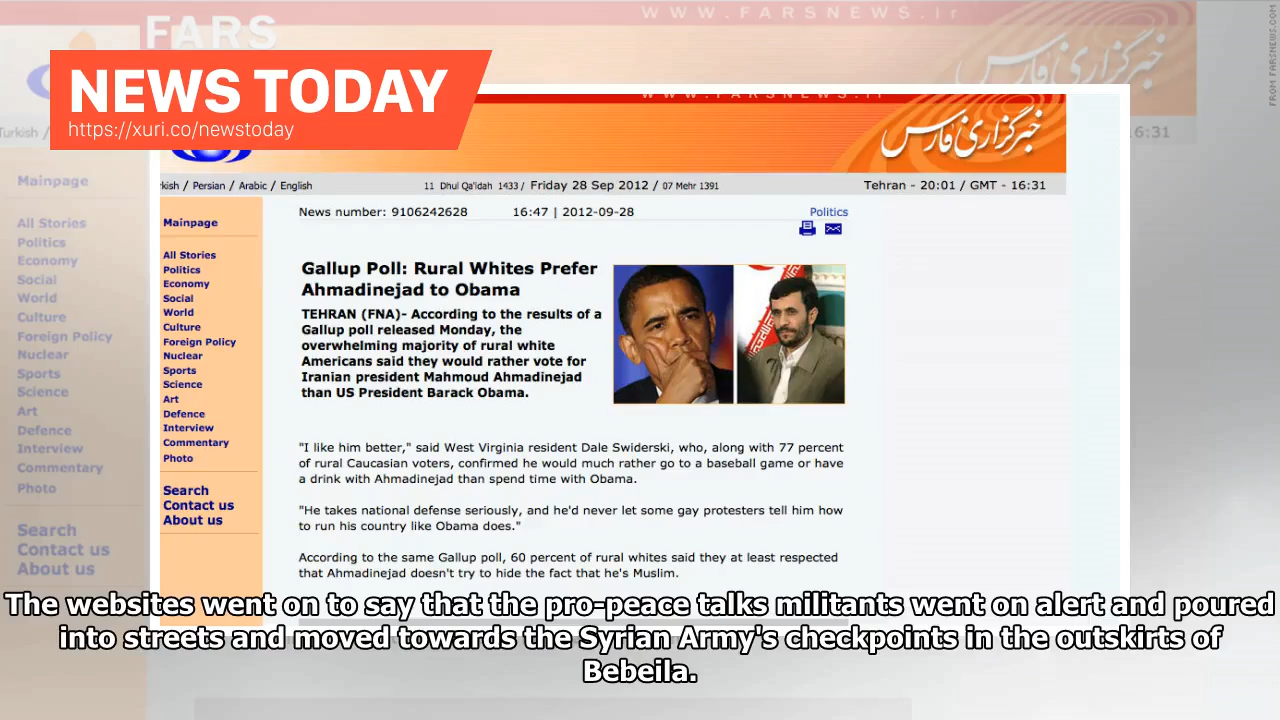 FARS
WWW.FARSNEWS.Ir
خبرگزاری فارس
FROM FARSNEWS.COM
NEWS TODAY
https://xuri.co/newstoday
WWW.FARSNEWS.Ir
خبرگزاری فارس
Turkish /
16:31
rkish / Persian / Arabic / English
11 Dhul Qa'idah 1433 / Friday 28 Sep 2012 / 07 Mehr 1391
Tehran - 20:01 / GMT - 16:31
Mainpage
All Stories
Politics
Economy
Social
World
Culture
Foreign Policy
Nuclear
Sports
Science
Art
Defence
Interview
Commentary
Photo
Search
Contact us
About us
Mainpage
All Stories
Politics
Economy
Social
World
Culture
Foreign Policy
Nuclear
Sports
Science
Art
Defence
Interview
Commentary
Photo
Search
Contact us
About us
News number: 9106242628 16:47 | 2012-09-28
Politics
Gallup Poll: Rural Whites Prefer
Ahmadinejad to Obama
TEHRAN (FNA)- According to the results of a
Gallup poll released Monday, the
overwhelming majority of rural white
Americans said they would rather vote for
Iranian president Mahmoud Ahmadinejad
than US President Barack Obama.
"I like him better," said West Virginia resident Dale Swiderski, who, along with 77 percent
of rural Caucasian voters, confirmed he would much rather go to a baseball game or have
a drink with Ahmadinejad than spend time with Obama.
"He takes national defense seriously, and he'd never let some gay protesters tell him how
to run his country like Obama does."
According to the same Gallup poll, 60 percent of rural whites said they at least respected
that Ahmadinejad doesn't try to hide the fact that he's Muslim.
The websites went on to say that the pro-peace talks militants went on alert and poured
into streets and moved towards the Syrian Army's checkpoints in the outskirts of
Bebeila.